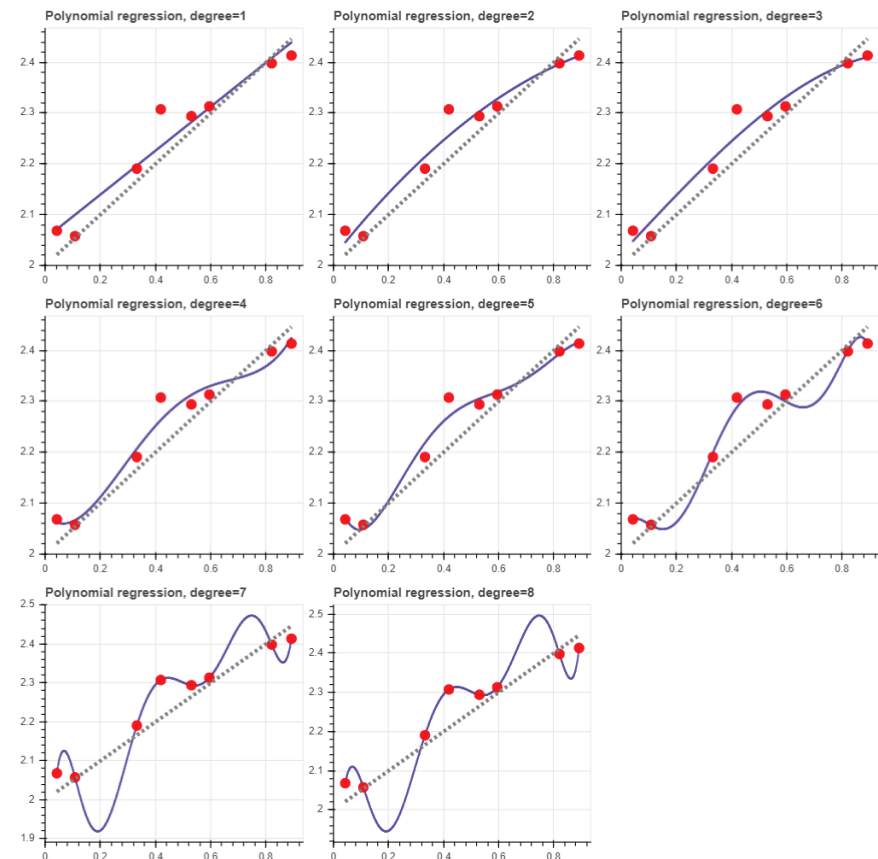 Polynomial regression, degree=1
2.4
2.3
2.2
2.1
2
0 0.2 0.4 0.6 0.8
Polynomial regression, degree=2
2.4
2.3
2.2
2.1
2
0 0.2 0.4 0.6 0.8
Polynomial regression, degree=3
2.4
2.3
2.2
2.1
2
0 0.2 0.4 0.6 0.8
Polynomial regression, degree=4
2.4
2.3
2.2
2.1
2
0 0.2 0.4 0.6 0.8
Polynomial regression, degree=5
2.4
2.3
2.2
2.1
2
0 0.2 0.4 0.6 0.8
Polynomial regression, degree=6
2.4
2.3
2.2
2.1
2
0 0.2 0.4 0.6 0.8
Polynomial regression, degree=7
2.5
2.4
2.3
2.2
2.1
2
1.9
0 0.2 0.4 0.6 0.8
Polynomial regression, degree=8
2.5
2.4
2.3
2.2
2.1
2
0 0.2 0.4 0.6 0.8